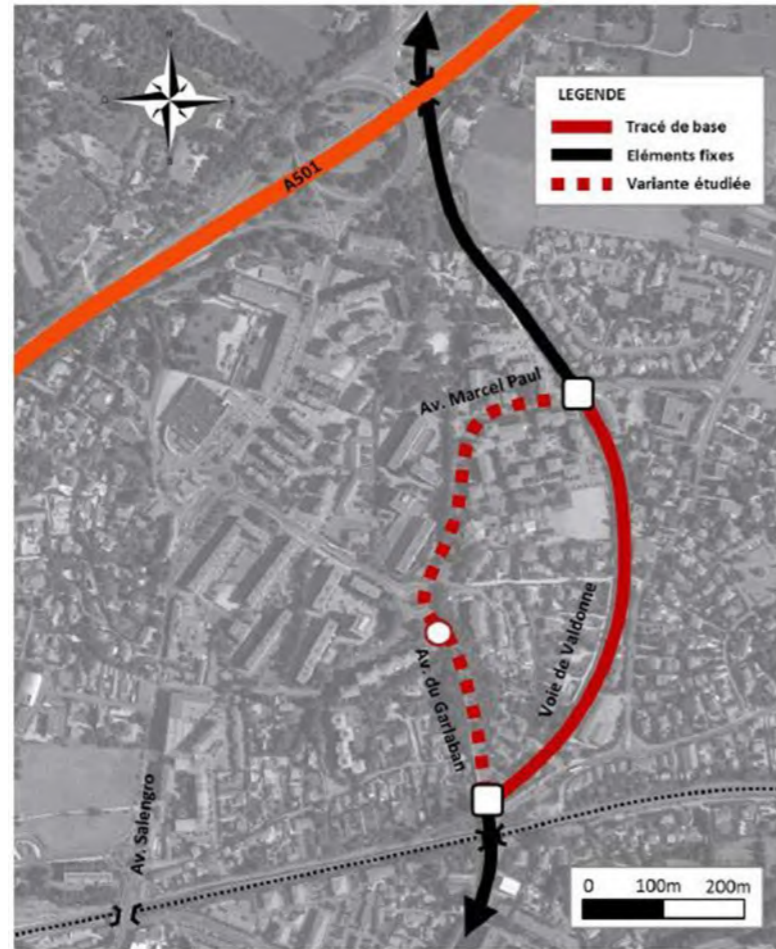 A501
LEGENDE
Tracé de base
Eléments fixes
Variante étudiée
Av. Marcel Paul
Voie de Valdonne
Av. du Garlaban
Av. Salengro
0 100m 200m